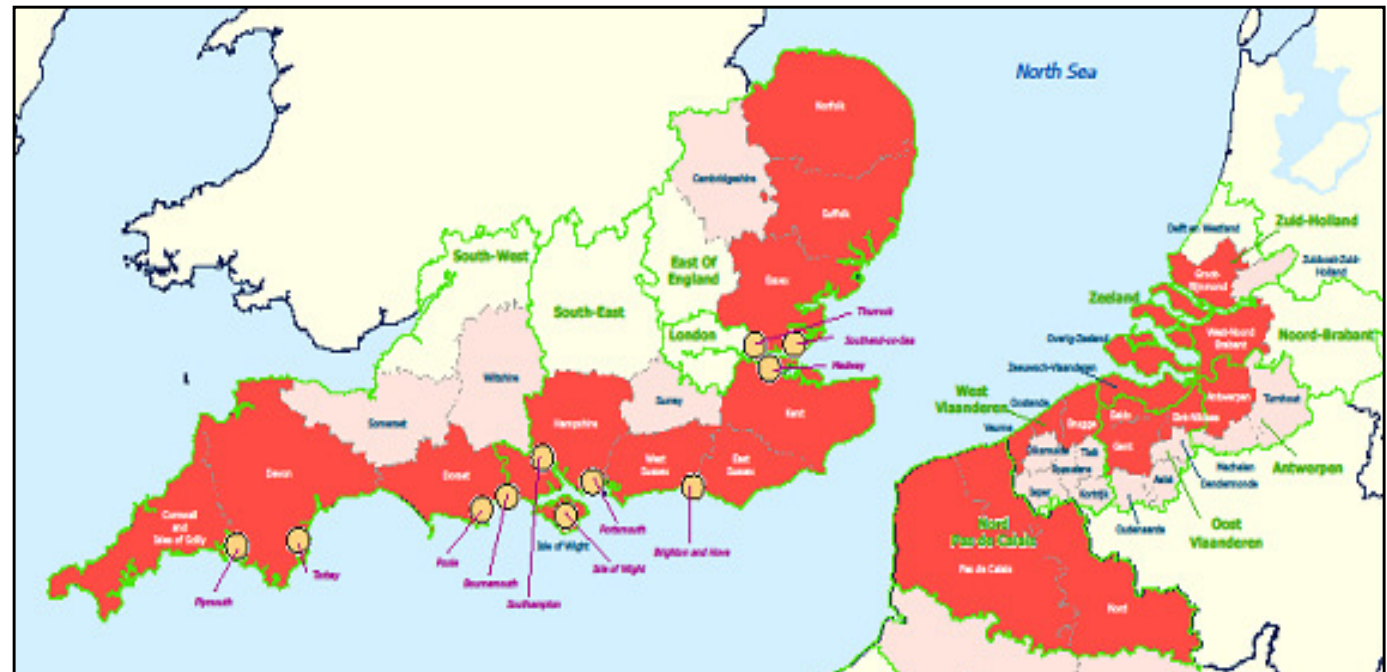 North Sea
Norfolk
Cambridgeshire
Suffolk
South-West
East Of
England
Essex
South-East
London
Thurrock
Southend-on-Sea
Medway
Wiltshire
Surrey
Kent
Somerset
Hampshire
West
Sussex
East
Sussex
Devon
Dorset
Cornwall
and
Isles of Scilly
Plymouth
Torbay
Poole
Bournemouth
Southampton
Isle of Wight
Isle of Wight
Portsmouth
Brighton and Hove
Delft en Westland
Zuid-Holland
Groot-
Rijnmond
Zuidoost-Zuid-
Holland
Zeeland
West-Noord
Brabant
Noord-Brabant
Overig-Zeeland
Zeeuwsch-Vlaanderen
West
Vlaanderen
Oostende
Veurne
Brugge
Gent
Antwerpen
Turnhout
Diksmuide
Tielt
Roeselare
Ieper
Kortrijk
Aalst
Mechelen
Dendermonde
Antwerpen
Oudenaarde
Oost
Vlaanderen
Nord
Pas de Calais
Pas de Calais
Nord